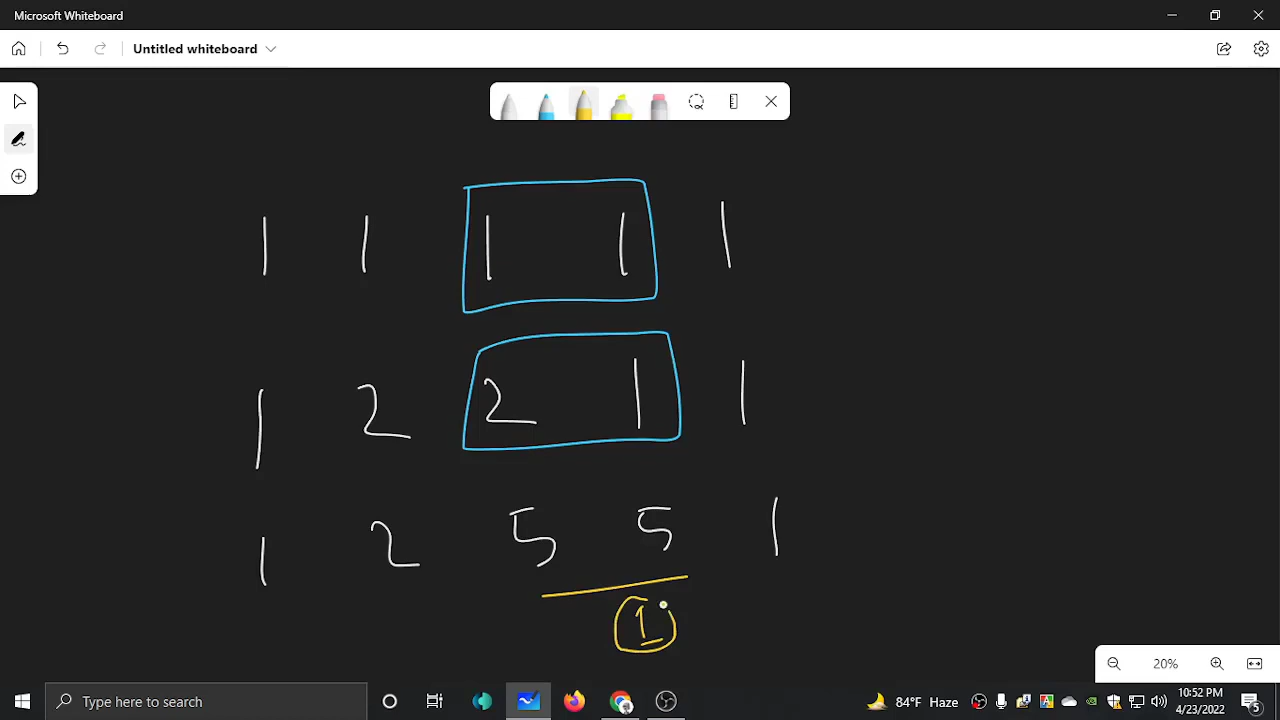 Microsoft Whiteboard
Untitled whiteboard
1 1 1 1 1
1 2 2 1 1
1 2 5 5 1
1
20%
Type here to search
84°F Haze
10:52 PM
4/23/2022
5